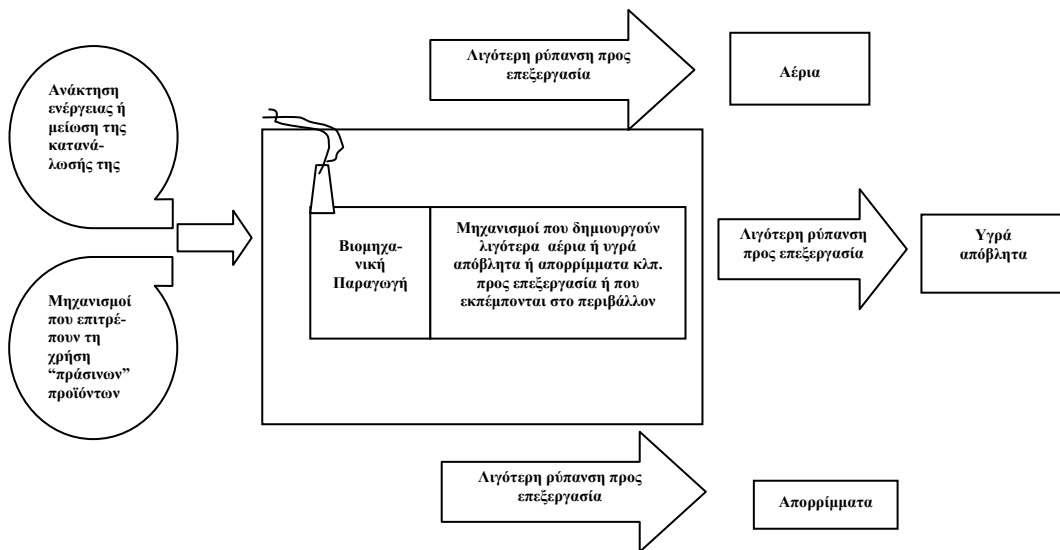 Λιγότερη ρύπανση προς
επεξεργασία
Αέρια
Ανάκτηση
ενέργειας ή
μείωση της
κατανά-
λωσής της
Βιομηχα-
νική
Παραγωγή
Μηχανισμοί που δημιουργούν
λιγότερα αέρια ή υγρά
απόβλητα ή απορρίμματα κλπ.
προς επεξεργασία ή που
εκπέμπονται στο περιβάλλον
Λιγότερη ρύπανση
προς επεξεργασία
Υγρά
απόβλητα
Μηχανισμοί
που επιτρέ-
πουν τη
χρήση
“πράσινων”
προϊόντων
Λιγότερη ρύπανση προς
επεξεργασία
Απορρίμματα